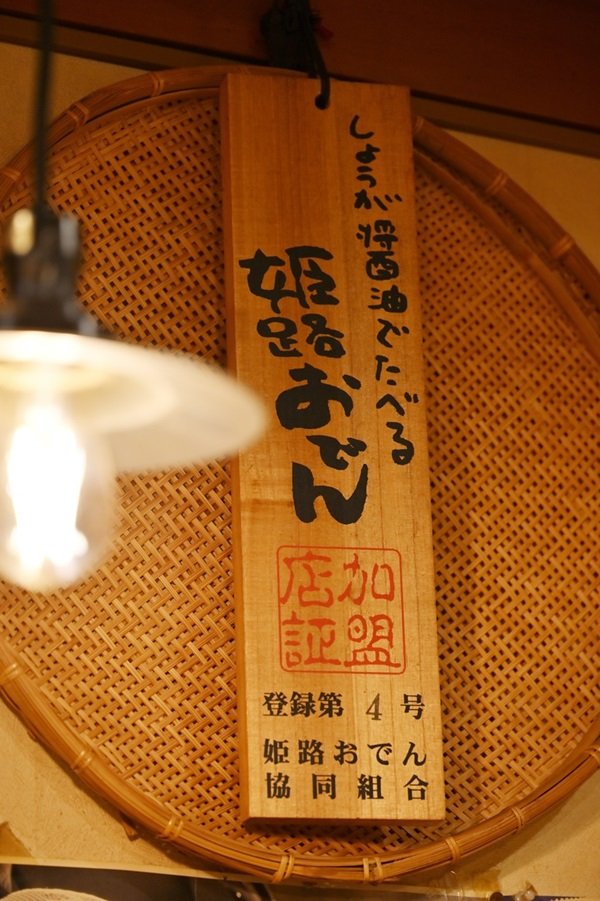 しょうが醤油でたべる
姫路おでん
加盟
店証
登録第4号
姫路おでん
協同組合